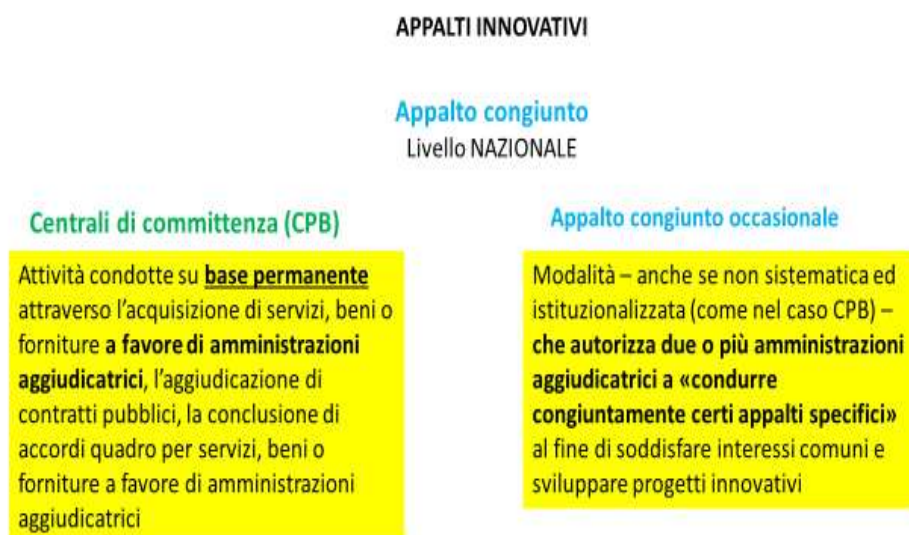 APPALTI INNOVATIVI
Appalto congiunto
Livello NAZIONALE
Centrali di committenza (CPB)
Attività condotte su base permanente
attraverso l'acquisizione di servizi, beni o
forniture a favore di amministrazioni
aggiudicatrici, l'aggiudicazione di
contratti pubblici, la conclusione di
accordi quadro per servizi, beni o
forniture a favore di amministrazioni
aggiudicatrici
Appalto congiunto occasionale
Modalità – anche se non sistematica ed
istituzionalizzata (come nel caso CPB) –
che autorizza due o più amministrazioni
aggiudicatrici a «condurre
congiuntamente certi appalti specifici»
al fine di soddisfare interessi comuni e
sviluppare progetti innovativi